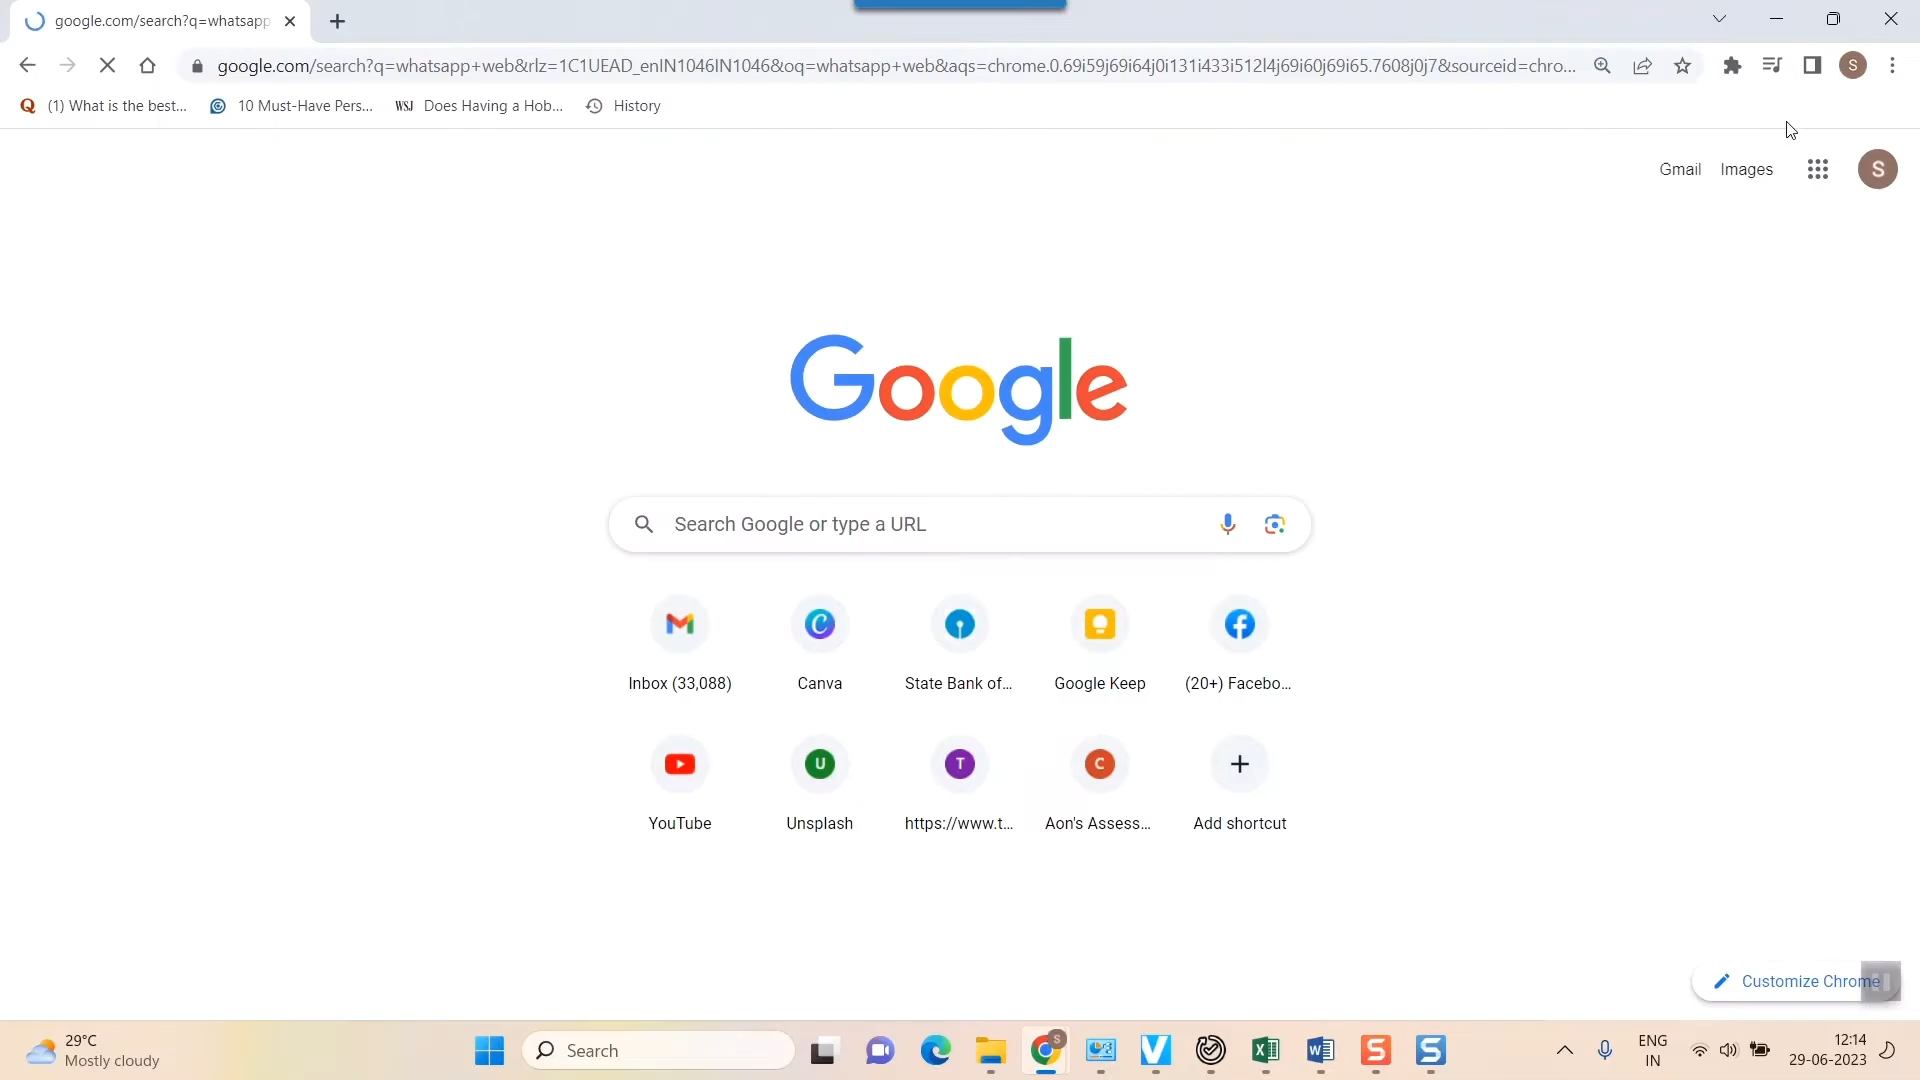 google.com/search?q=whatsapp
google.com/search?q=whatsapp+web&rlz=1C1UEAD_enIN1046IN1046&oq=whatsapp+web&aqs=chrome.0.69i59j69i64j0i131i433i512l4j69i60j69i65.7608j0j7&sourceid=chro...
S
(1) What is the best...
10 Must-Have Pers...
WSJ Does Having a Hob...
History
Gmail Images
S
Google
Search Google or type a URL
Inbox (33,088)
Canva
State Bank of...
Google Keep
(20+) Facebo...
U
T
C
YouTube
Unsplash
https://www.t...
Aon's Assess...
Add shortcut
Customize Chrome
29°C
Mostly cloudy
Search
S
ENG
IN
12:14
29-06-2023